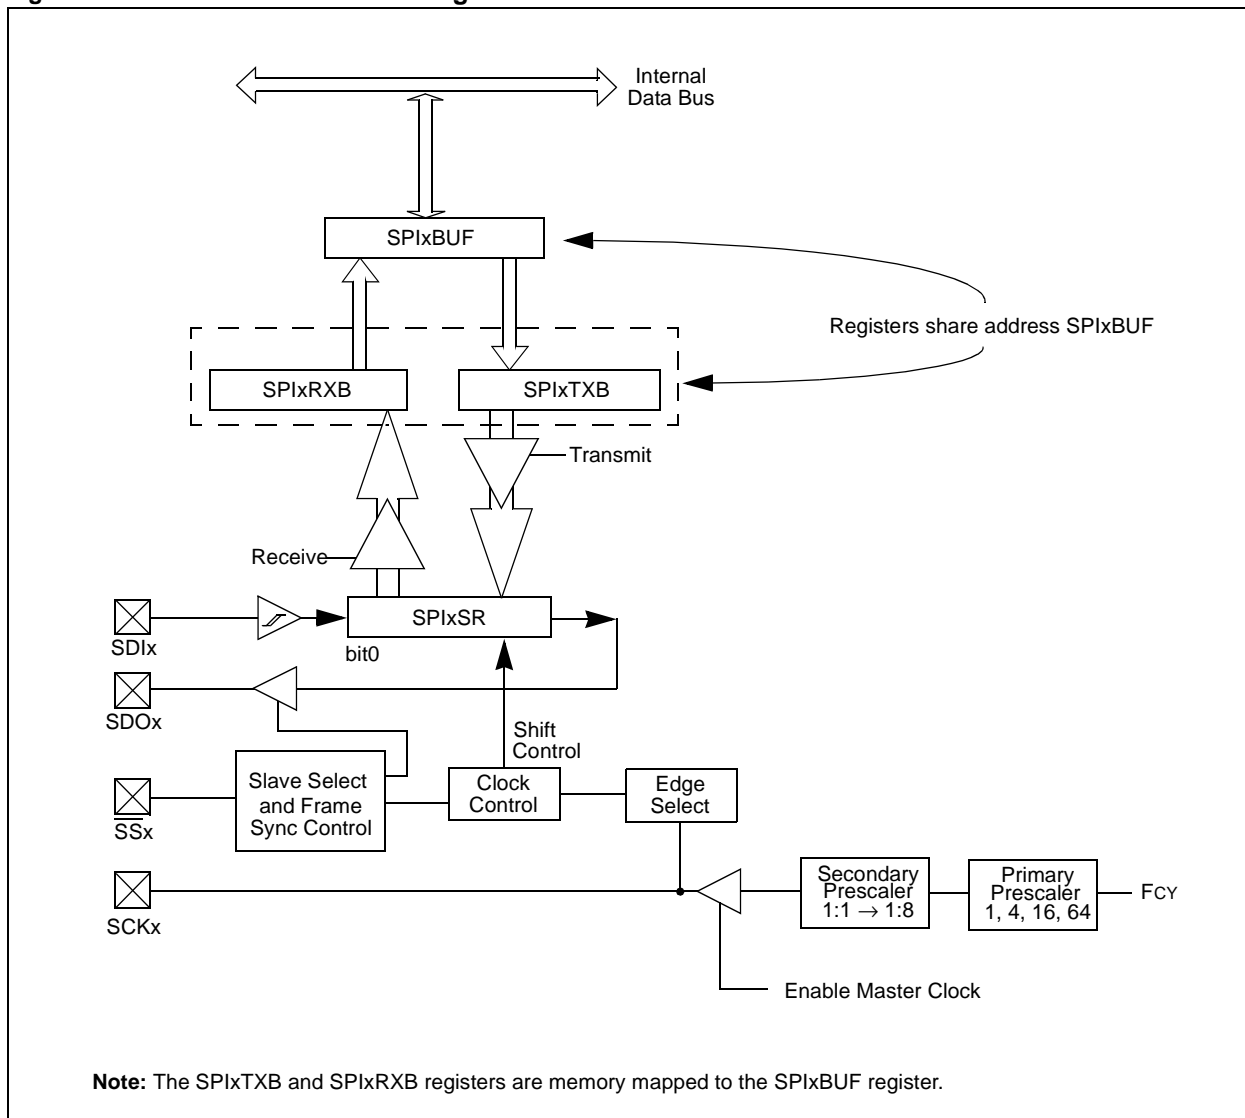 Internal
Data Bus
SPIxBUF
Registers share address SPIxBUF
SPIxRXB
SPIxTXB
Transmit
Receive
SPIxSR
SDIx
bit0
SDOx
Shift
Control
Slave Select
and Frame
Sync Control
Clock
Control
Edge
Select
SSx
Secondary
Prescaler
1:1 → 1:8
Primary
Prescaler
1, 4, 16, 64
FCY
SCKx
Enable Master Clock
Note: The SPIxTXB and SPIxRXB registers are memory mapped to the SPIxBUF register.